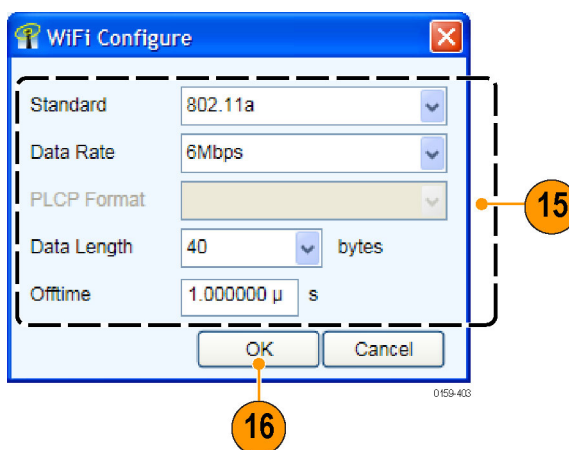 WiFi Configure
Standard 802.11a
Data Rate 6Mbps
PLCP Format
Data Length 40 bytes
Offtime 1.000000 µ s
15
OK Cancel
0159-403
16